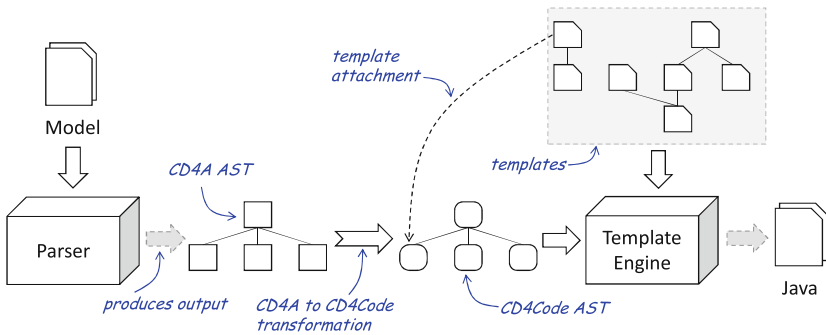 template
attachment
Model
CD4A AST
templates
Parser
Template
Engine
produces output
CD4A to CD4Code
transformation
CD4Code AST
Java